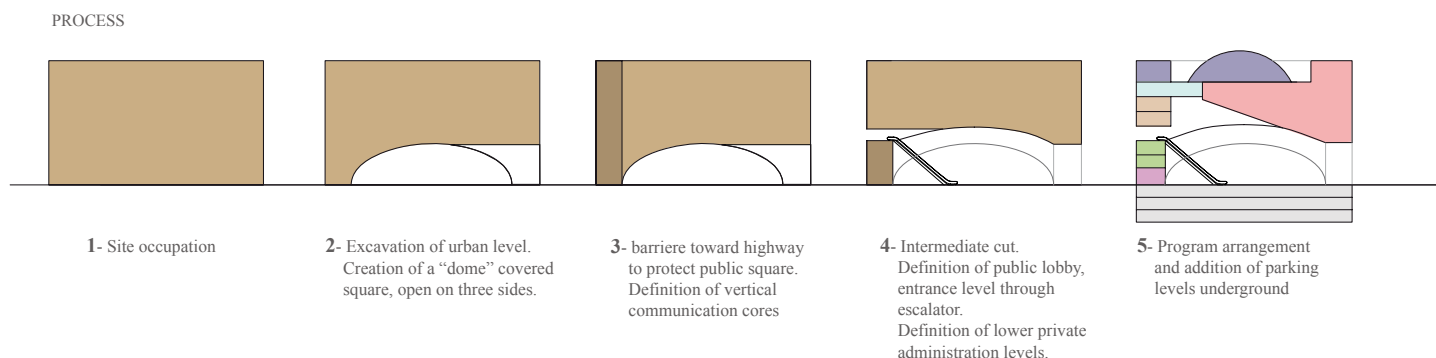 PROCESS
1- Site occupation
2- Excavation of urban level.
Creation of a “dome” covered
square, open on three sides.
3- barriere toward highway
to protect public square.
Definition of vertical
communication cores
4- Intermediate cut.
Definition of public lobby,
entrance level through
escalator.
Definition of lower private
administration levels.
5- Program arrangement
and addition of parking
levels underground